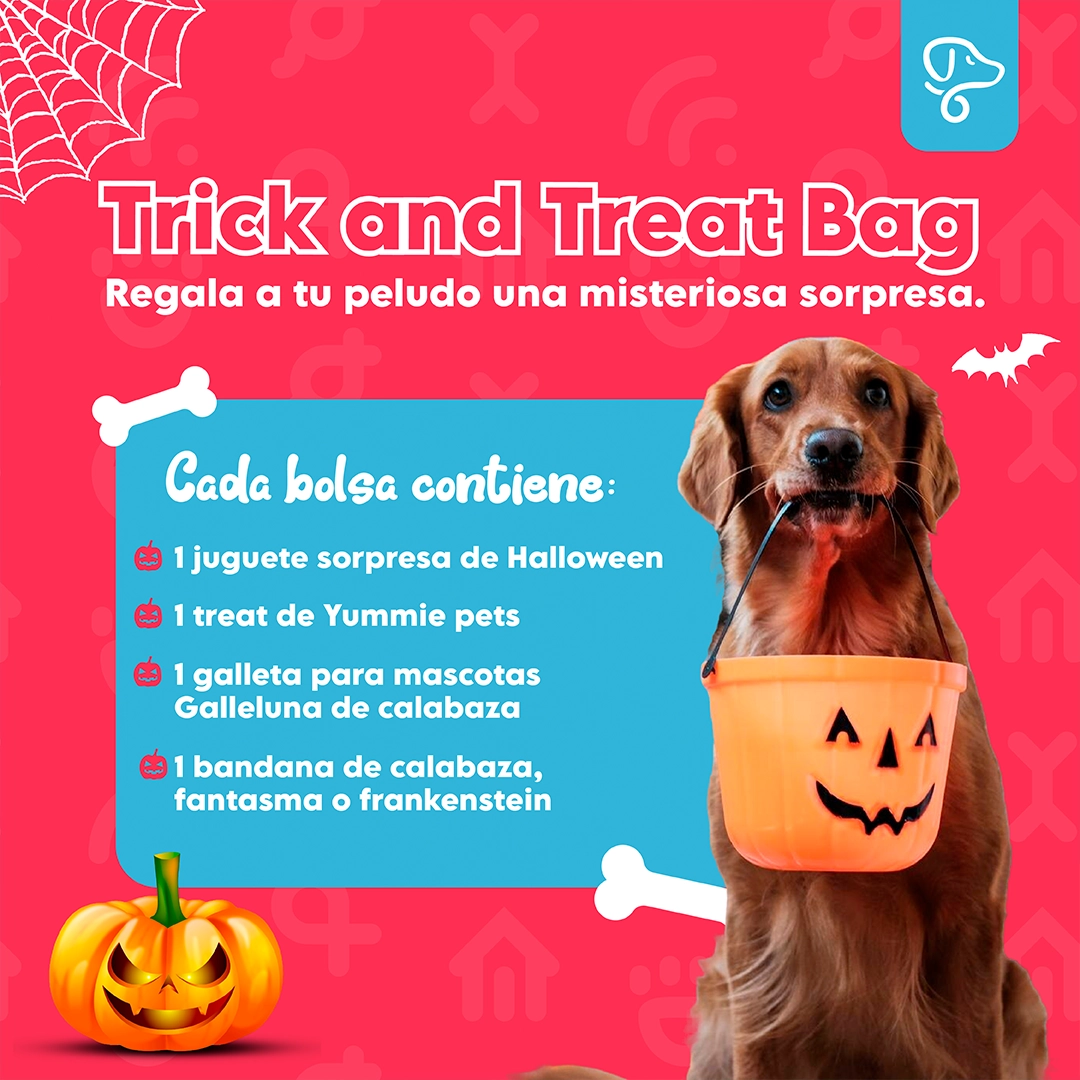 Trick and Treat Bag
Regala a tu peludo una misteriosa sorpresa.
Cada bolsa contiene:
1 juguete sorpresa de Halloween
1 treat de Yummie pets
1 galleta para mascotas
Galleluna de calabaza
1 bandana de calabaza,
fantasma o frankenstein